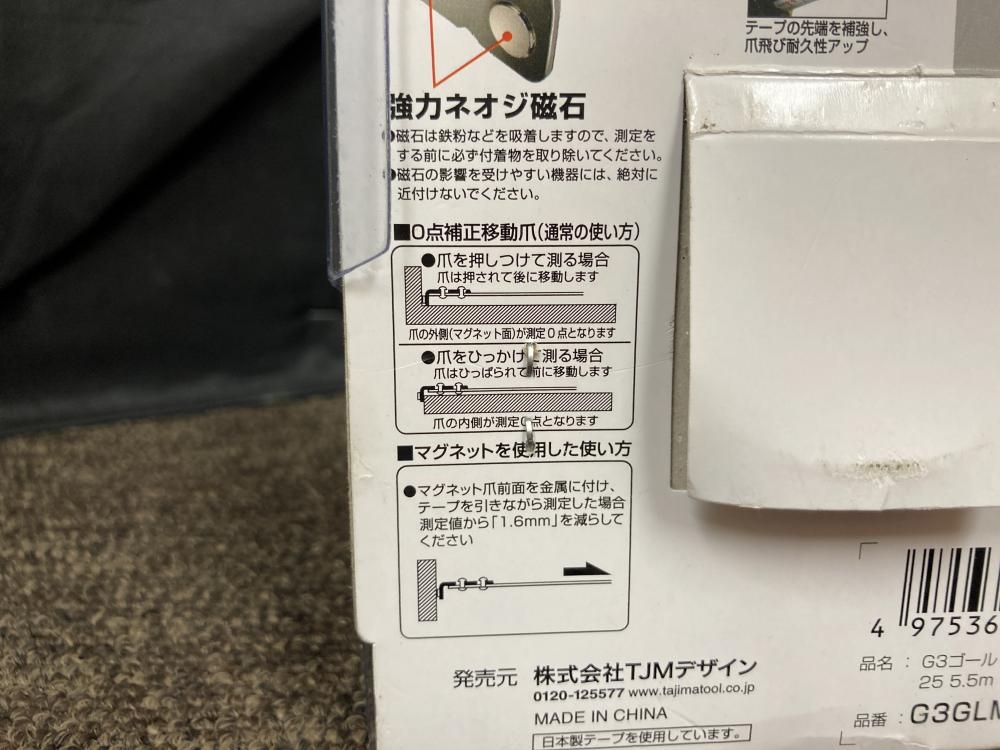 テープの先端を補強し、
爪飛び耐久性アップ
強力ネオジ磁石
●磁石は鉄粉などを吸着しますので、測定を
する前に必ず付着物を取り除いてください。
●磁石の影響を受けやすい機器には、絶対に
近付けないでください。
■0点補正移動爪(通常の使い方)
●爪を押しつけて測る場合
爪は押されて後に移動します
爪の外側(マグネット面)が測定0点となります
●爪をひっかけて測る場合
爪はひっぱられて前に移動します
爪の内側が測定0点となります
■マグネットを使用した使い方
●マグネット爪前面を金属に付け、
テープを引きながら測定した場合
測定値から「1.6mm」を減らして
ください
4 97536
品名 : G3ゴール
25 5.5m
品番 : G3GLM
発売元 株式会社TJMデザイン
0120-125577 www.tajimatool.co.jp
MADE IN CHINA
日本製テープを使用しています。